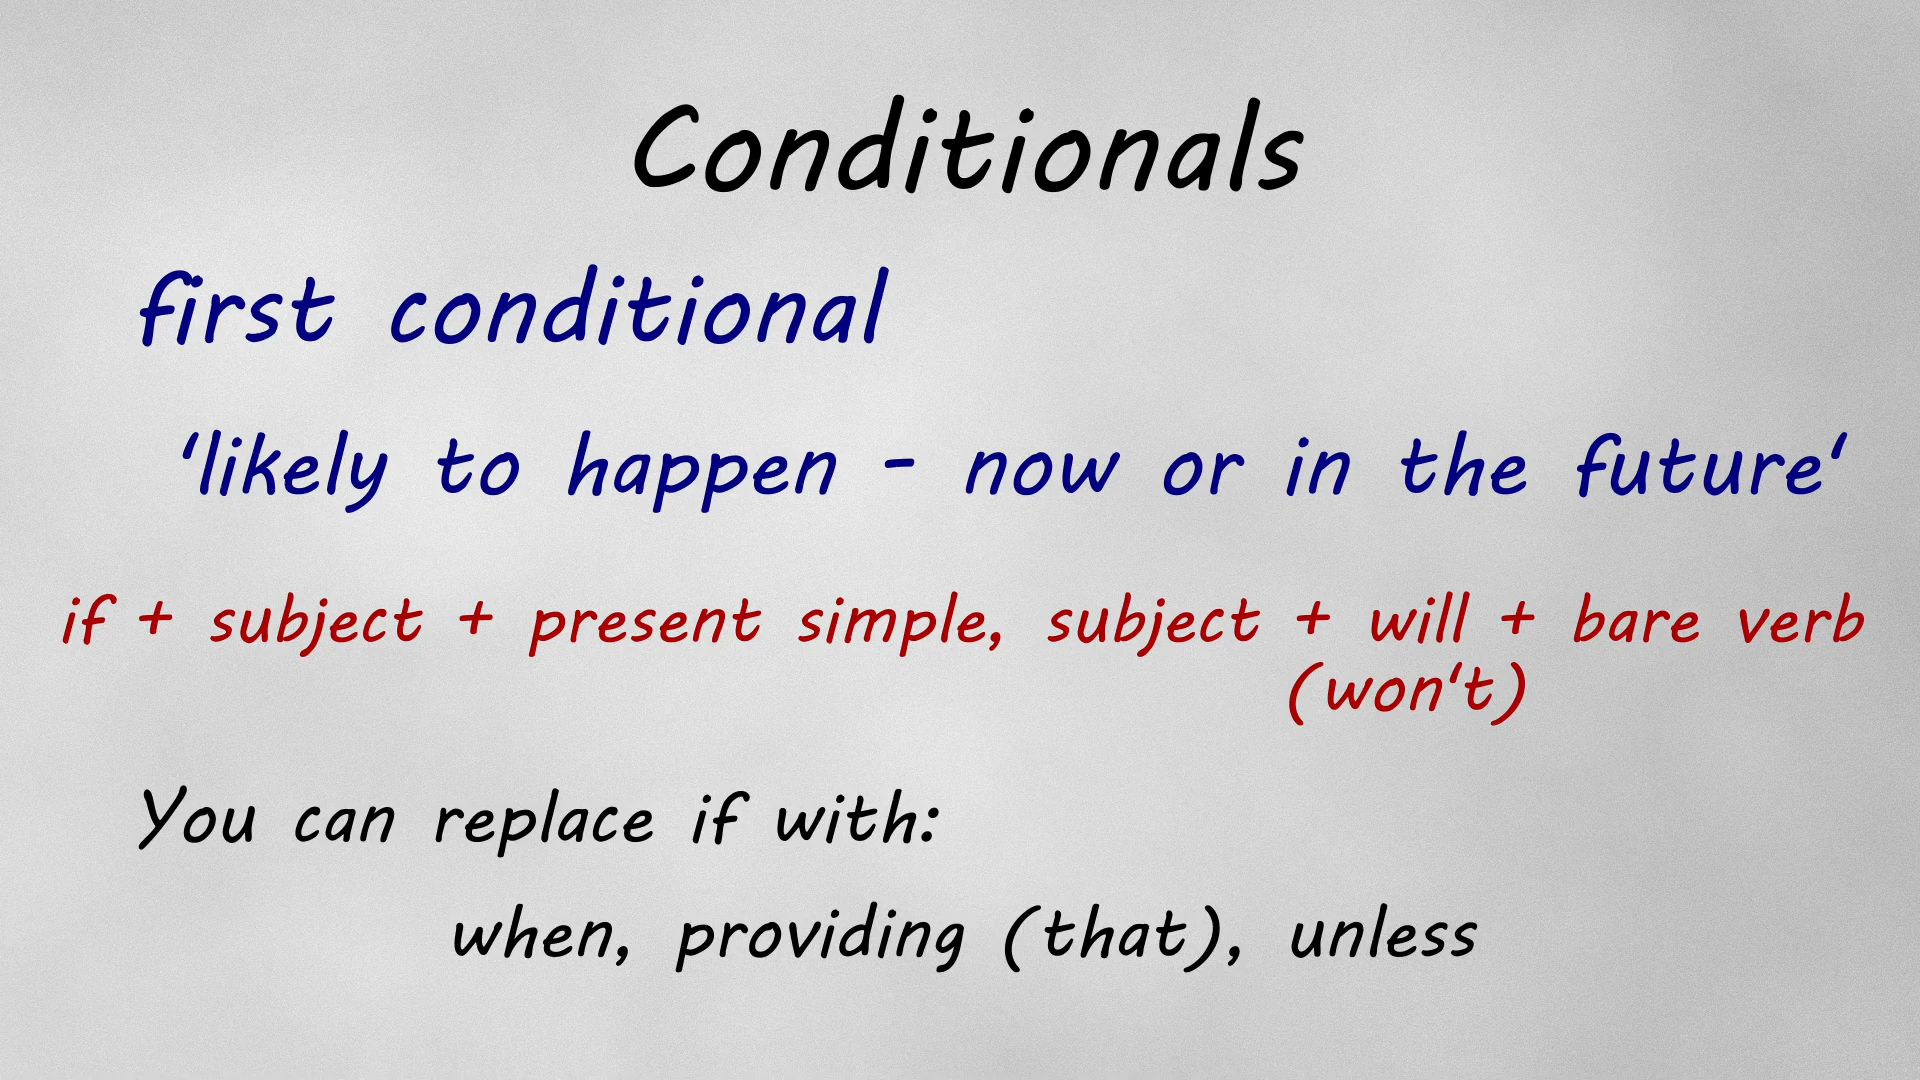 Conditionals
first conditional
'likely to happen - now or in the future'
if + subject + present simple, subject + will + bare verb
(won't)
You can replace if with:
when, providing (that), unless